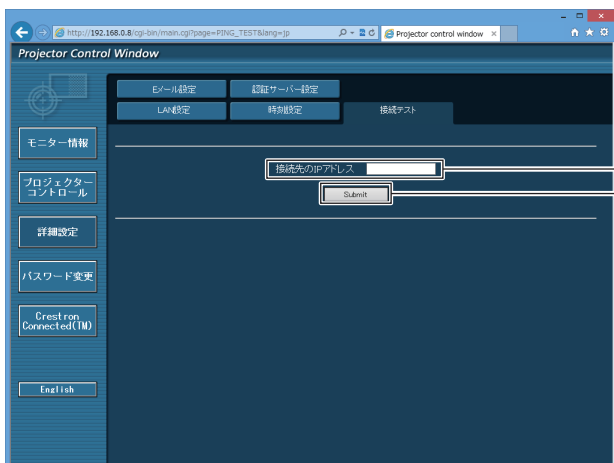 http://192.168.0.8/cgi-bin/main.cgi?page=PING_TEST&lang=jp
Projector control window
Projector Control Window
Eメール設定
認証サーバー設定
LAN設定
時刻設定
接続テスト
モニター情報
プロジェクター
コントロール
詳細設定
パスワード変更
Crestron
Connected(TM)
English
接続先のIPアドレス
Submit